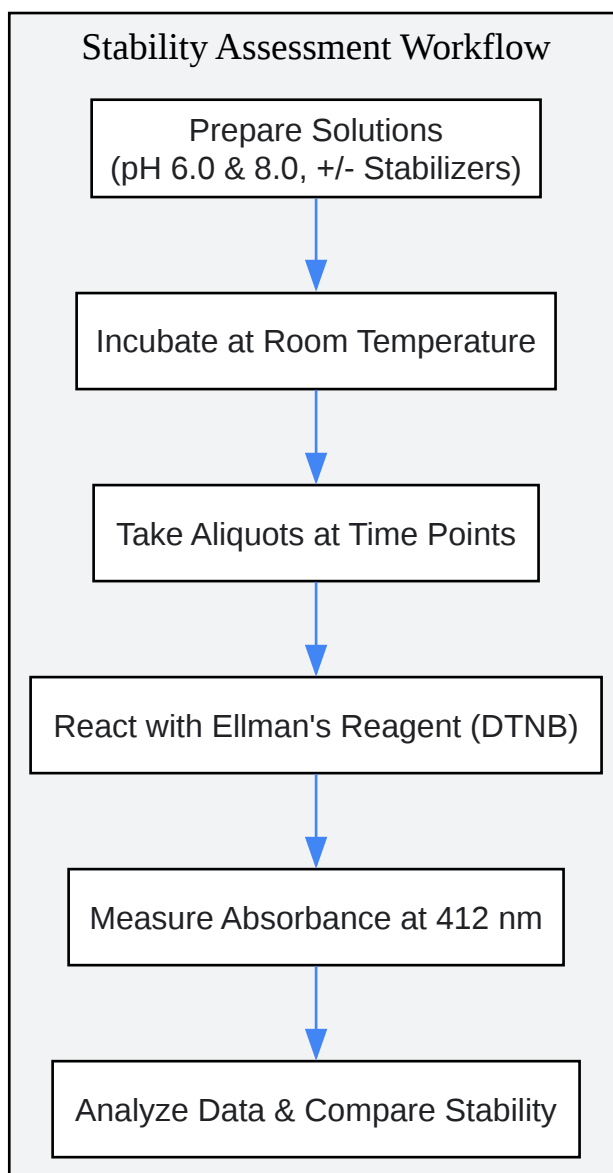 Stability Assessment Workflow
Prepare Solutions
(pH 6.0 & 8.0, +/- Stabilizers)
Incubate at Room Temperature
Take Aliquots at Time Points
React with Ellman's Reagent (DTNB)
Measure Absorbance at 412 nm
Analyze Data & Compare Stability